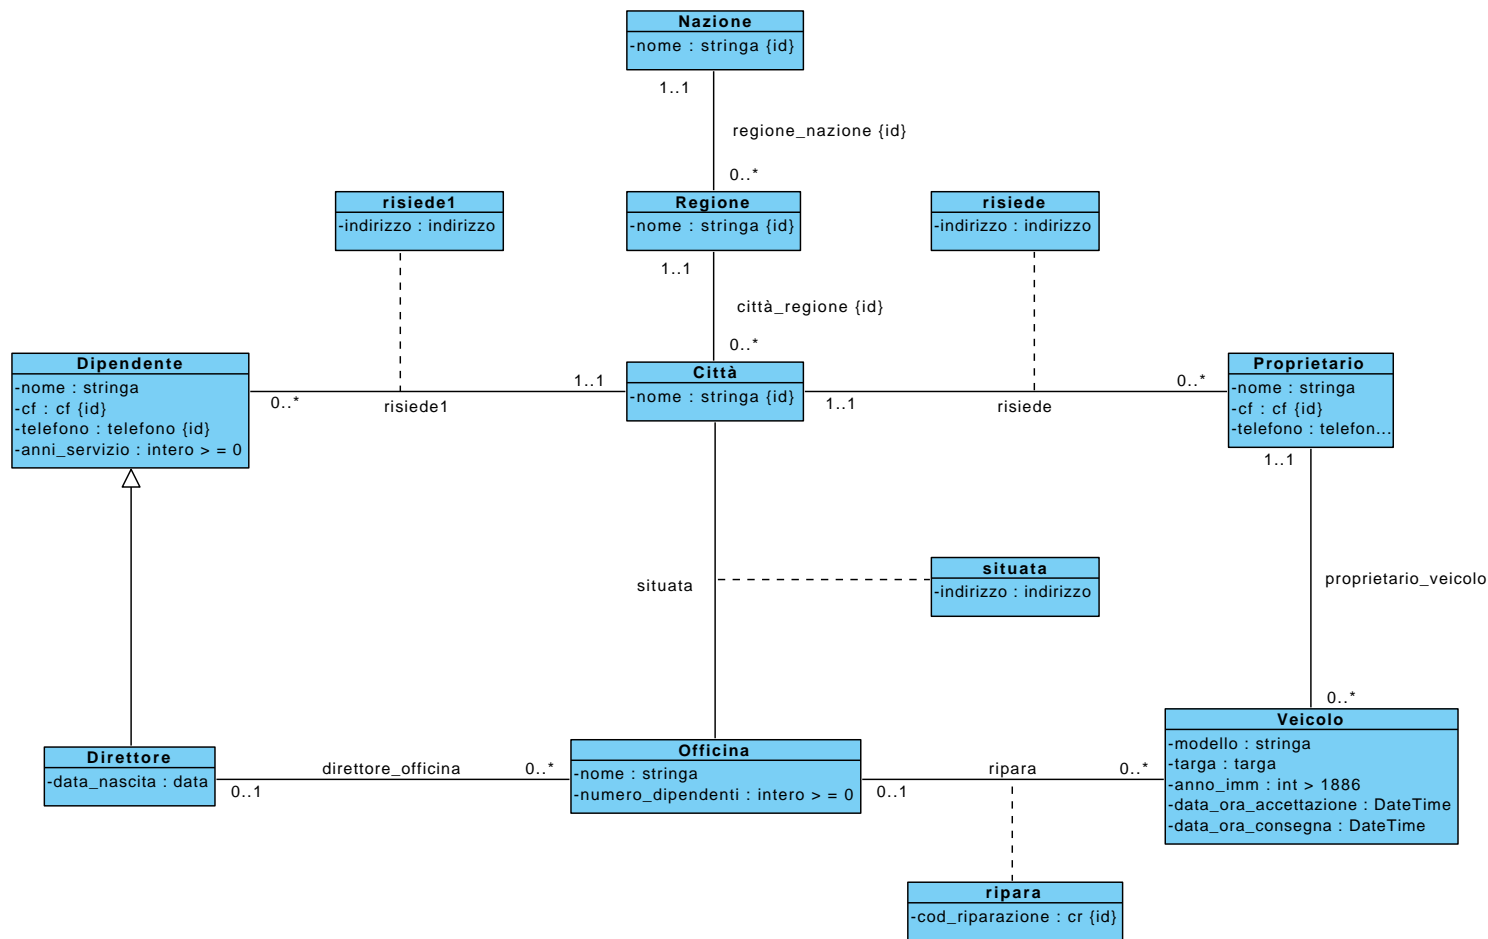 Nazione
-nome : stringa {id}
1..1
regione_nazione {id}
0..*
risiede1
-indirizzo : indirizzo
Regione
-nome : stringa {id}
risiede
-indirizzo : indirizzo
1..1
città_regione {id}
0..*
Dipendente
-nome : stringa
-cf : cf {id}
-telefono : telefono {id}
-anni_servizio : intero > = 0
0..*
risiede1
1..1
Città
-nome : stringa {id}
1..1
risiede
0..*
Proprietario
-nome : stringa
-cf : cf {id}
-telefono : telefon...
1..1
situata
situata
-indirizzo : indirizzo
proprietario_veicolo
0..*
Direttore
-data_nascita : data
0..1
direttore_officina
0..*
Officina
-nome : stringa
-numero_dipendenti : intero > = 0
0..1
ripara
0..*
Veicolo
-modello : stringa
-targa : targa
-anno_imm : int > 1886
-data_ora_accettazione : DateTime
-data_ora_consegna : DateTime
ripara
-cod_riparazione : cr {id}